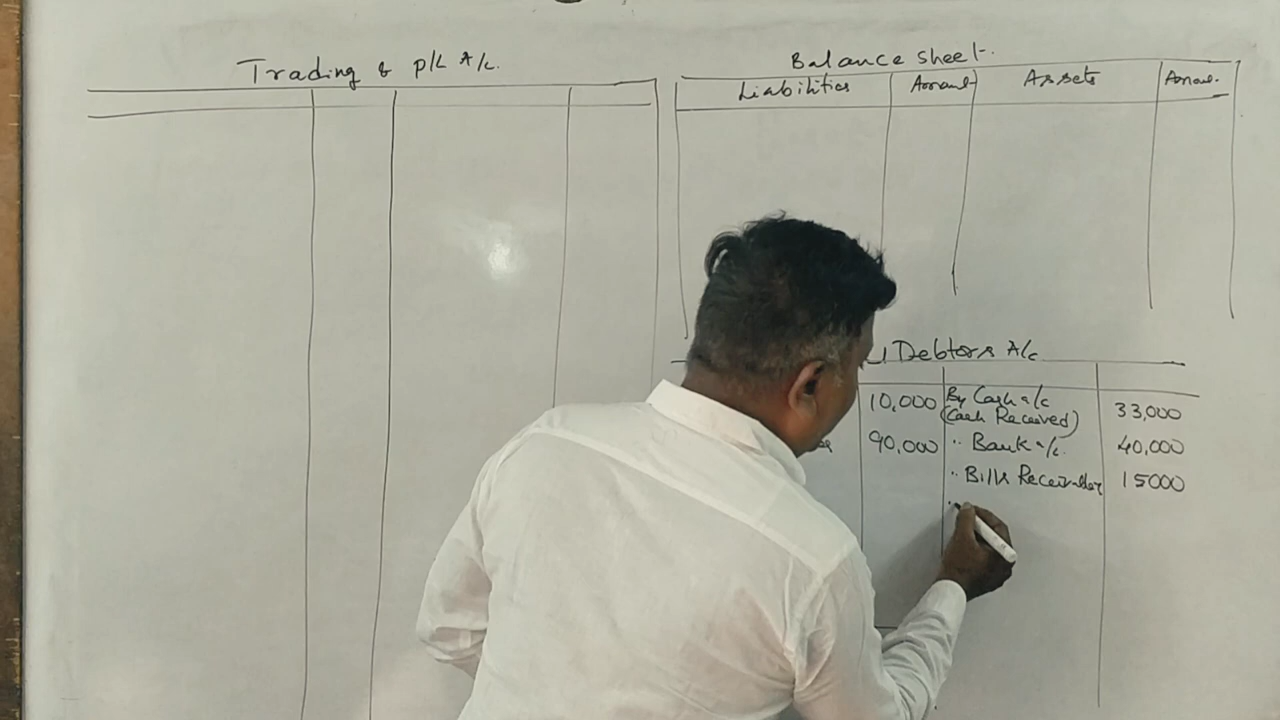 Trading & P/L A/c.
Balance sheet.
Liabilities Amount Assets Amou.
Debtors A/c
10,000 By Cash a/c
(Cash Received) 33,000
90,000 " Bank a/c. 40,000
" Bills Receivable 15000